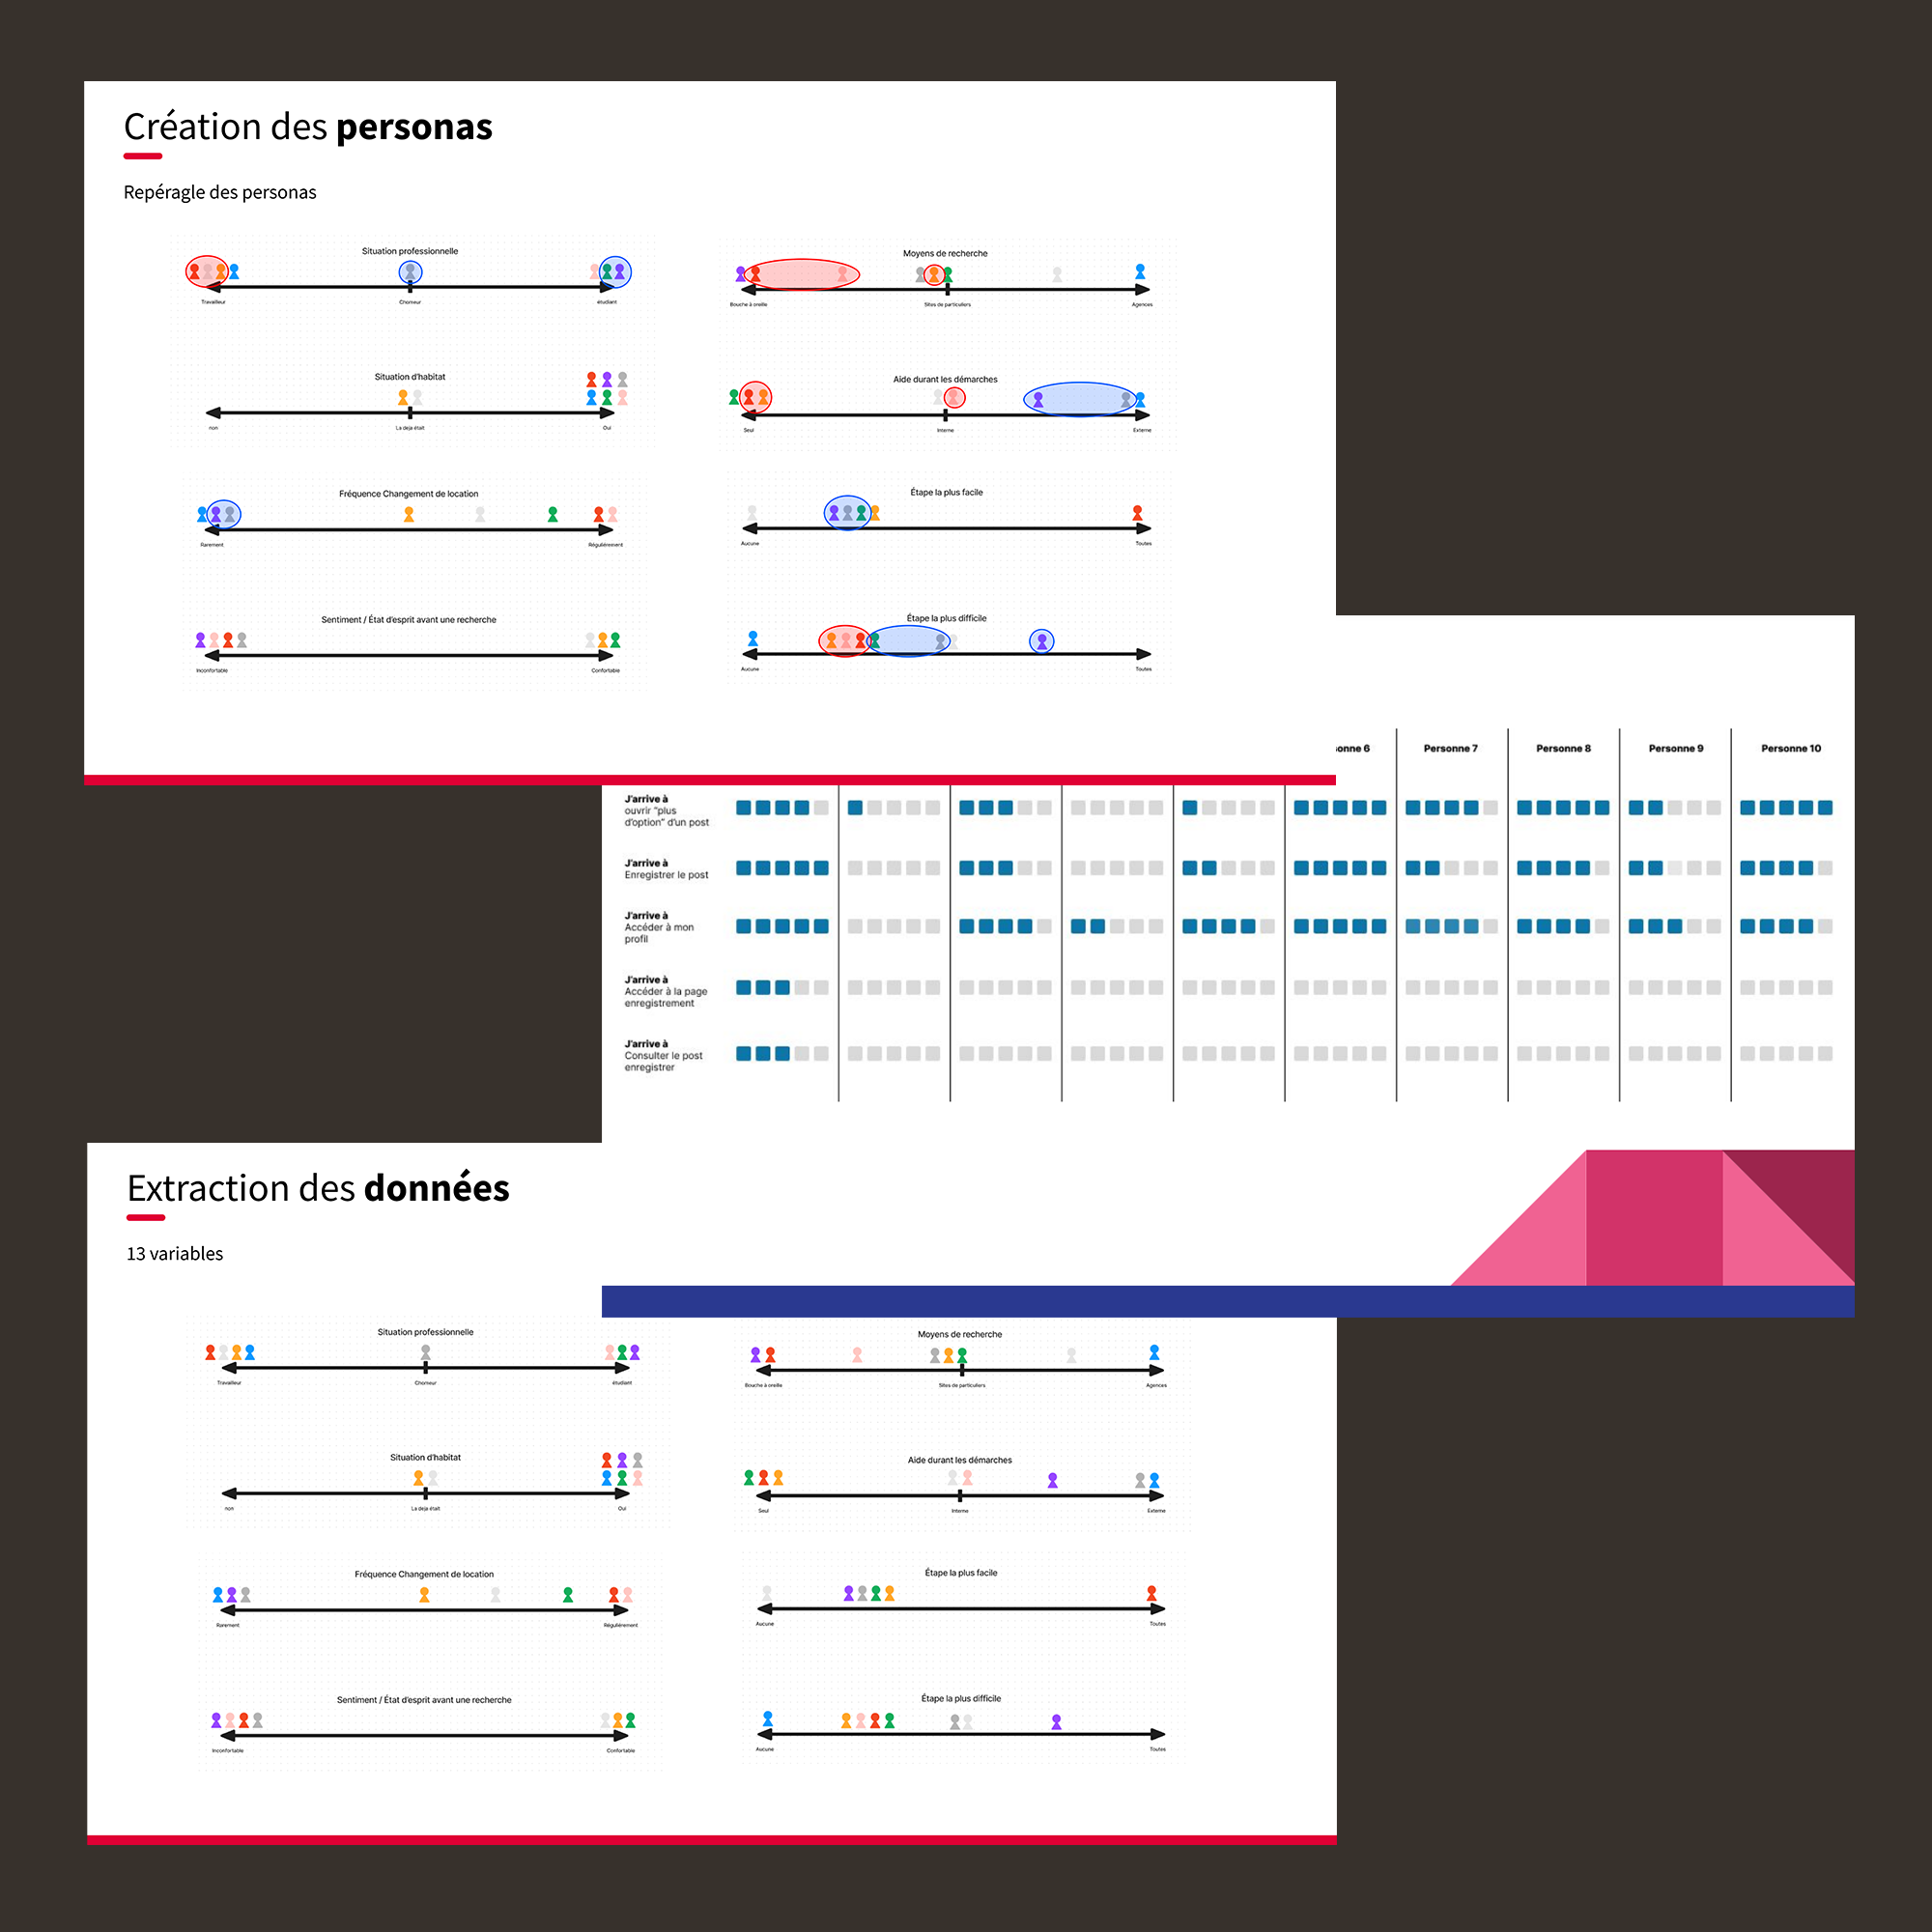 Création des personas
Repéragle des personas
Situation professionnelle
Travailleur
Chomeur
étudiant
Situation d'habitat
non
La deja était
Oui
Fréquence Changement de location
Rarement
Régulièrement
Sentiment / État d'esprit avant une recherche
Inconfortable
Confortable
Moyens de recherche
Bouche à oreille
Sites de particuliers
Agences
Aide durant les démarches
Seul
Interne
Externe
Étape la plus facile
Aucune
Toutes
Étape la plus difficile
Aucune
Toutes
onne 6
Personne 7
Personne 8
Personne 9
Personne 10
J'arrive à
ouvrir "plus
d'option" d'un post
J'arrive à
Enregistrer le post
J'arrive à
Accéder à mon
profil
J'arrive à
Accéder à la page
enregistrement
J'arrive à
Consulter le post
enregistrer
Extraction des données
13 variables
Situation professionnelle
Travailleur
Chomeur
étudiant
Situation d'habitat
non
La deja était
Oui
Fréquence Changement de location
Rarement
Régulièrement
Sentiment / État d'esprit avant une recherche
Inconfortable
Confortable
Moyens de recherche
Bouche à oreille
Sites de particuliers
Agences
Aide durant les démarches
Seul
Interne
Externe
Étape la plus facile
Aucune
Toutes
Étape la plus difficile
Aucune
Toutes